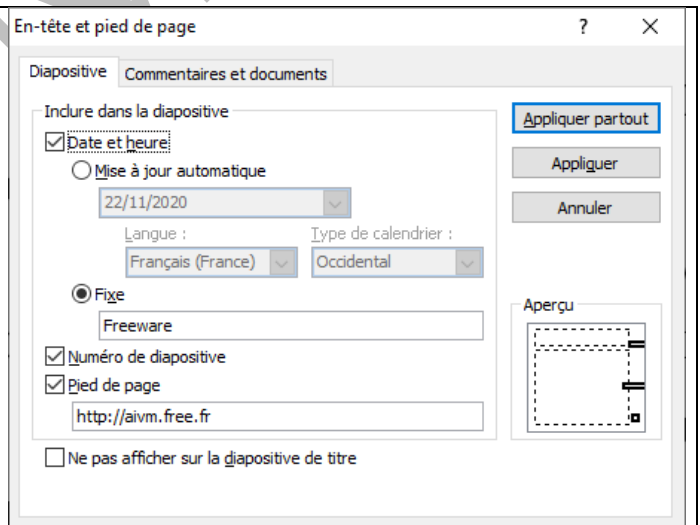 En-tête et pied de page ?
Diapositive Commentaires et documents
Inclure dans la diapositive
Appliquer partout
Date et heure
Mise à jour automatique
Appliquer
22/11/2020
Annuler
Langue : Type de calendrier :
Français (France) Occidental
Fixe
Aperçu
Freeware
Numéro de diapositive
Pied de page
http://aivm.free.fr
Ne pas afficher sur la diapositive de titre